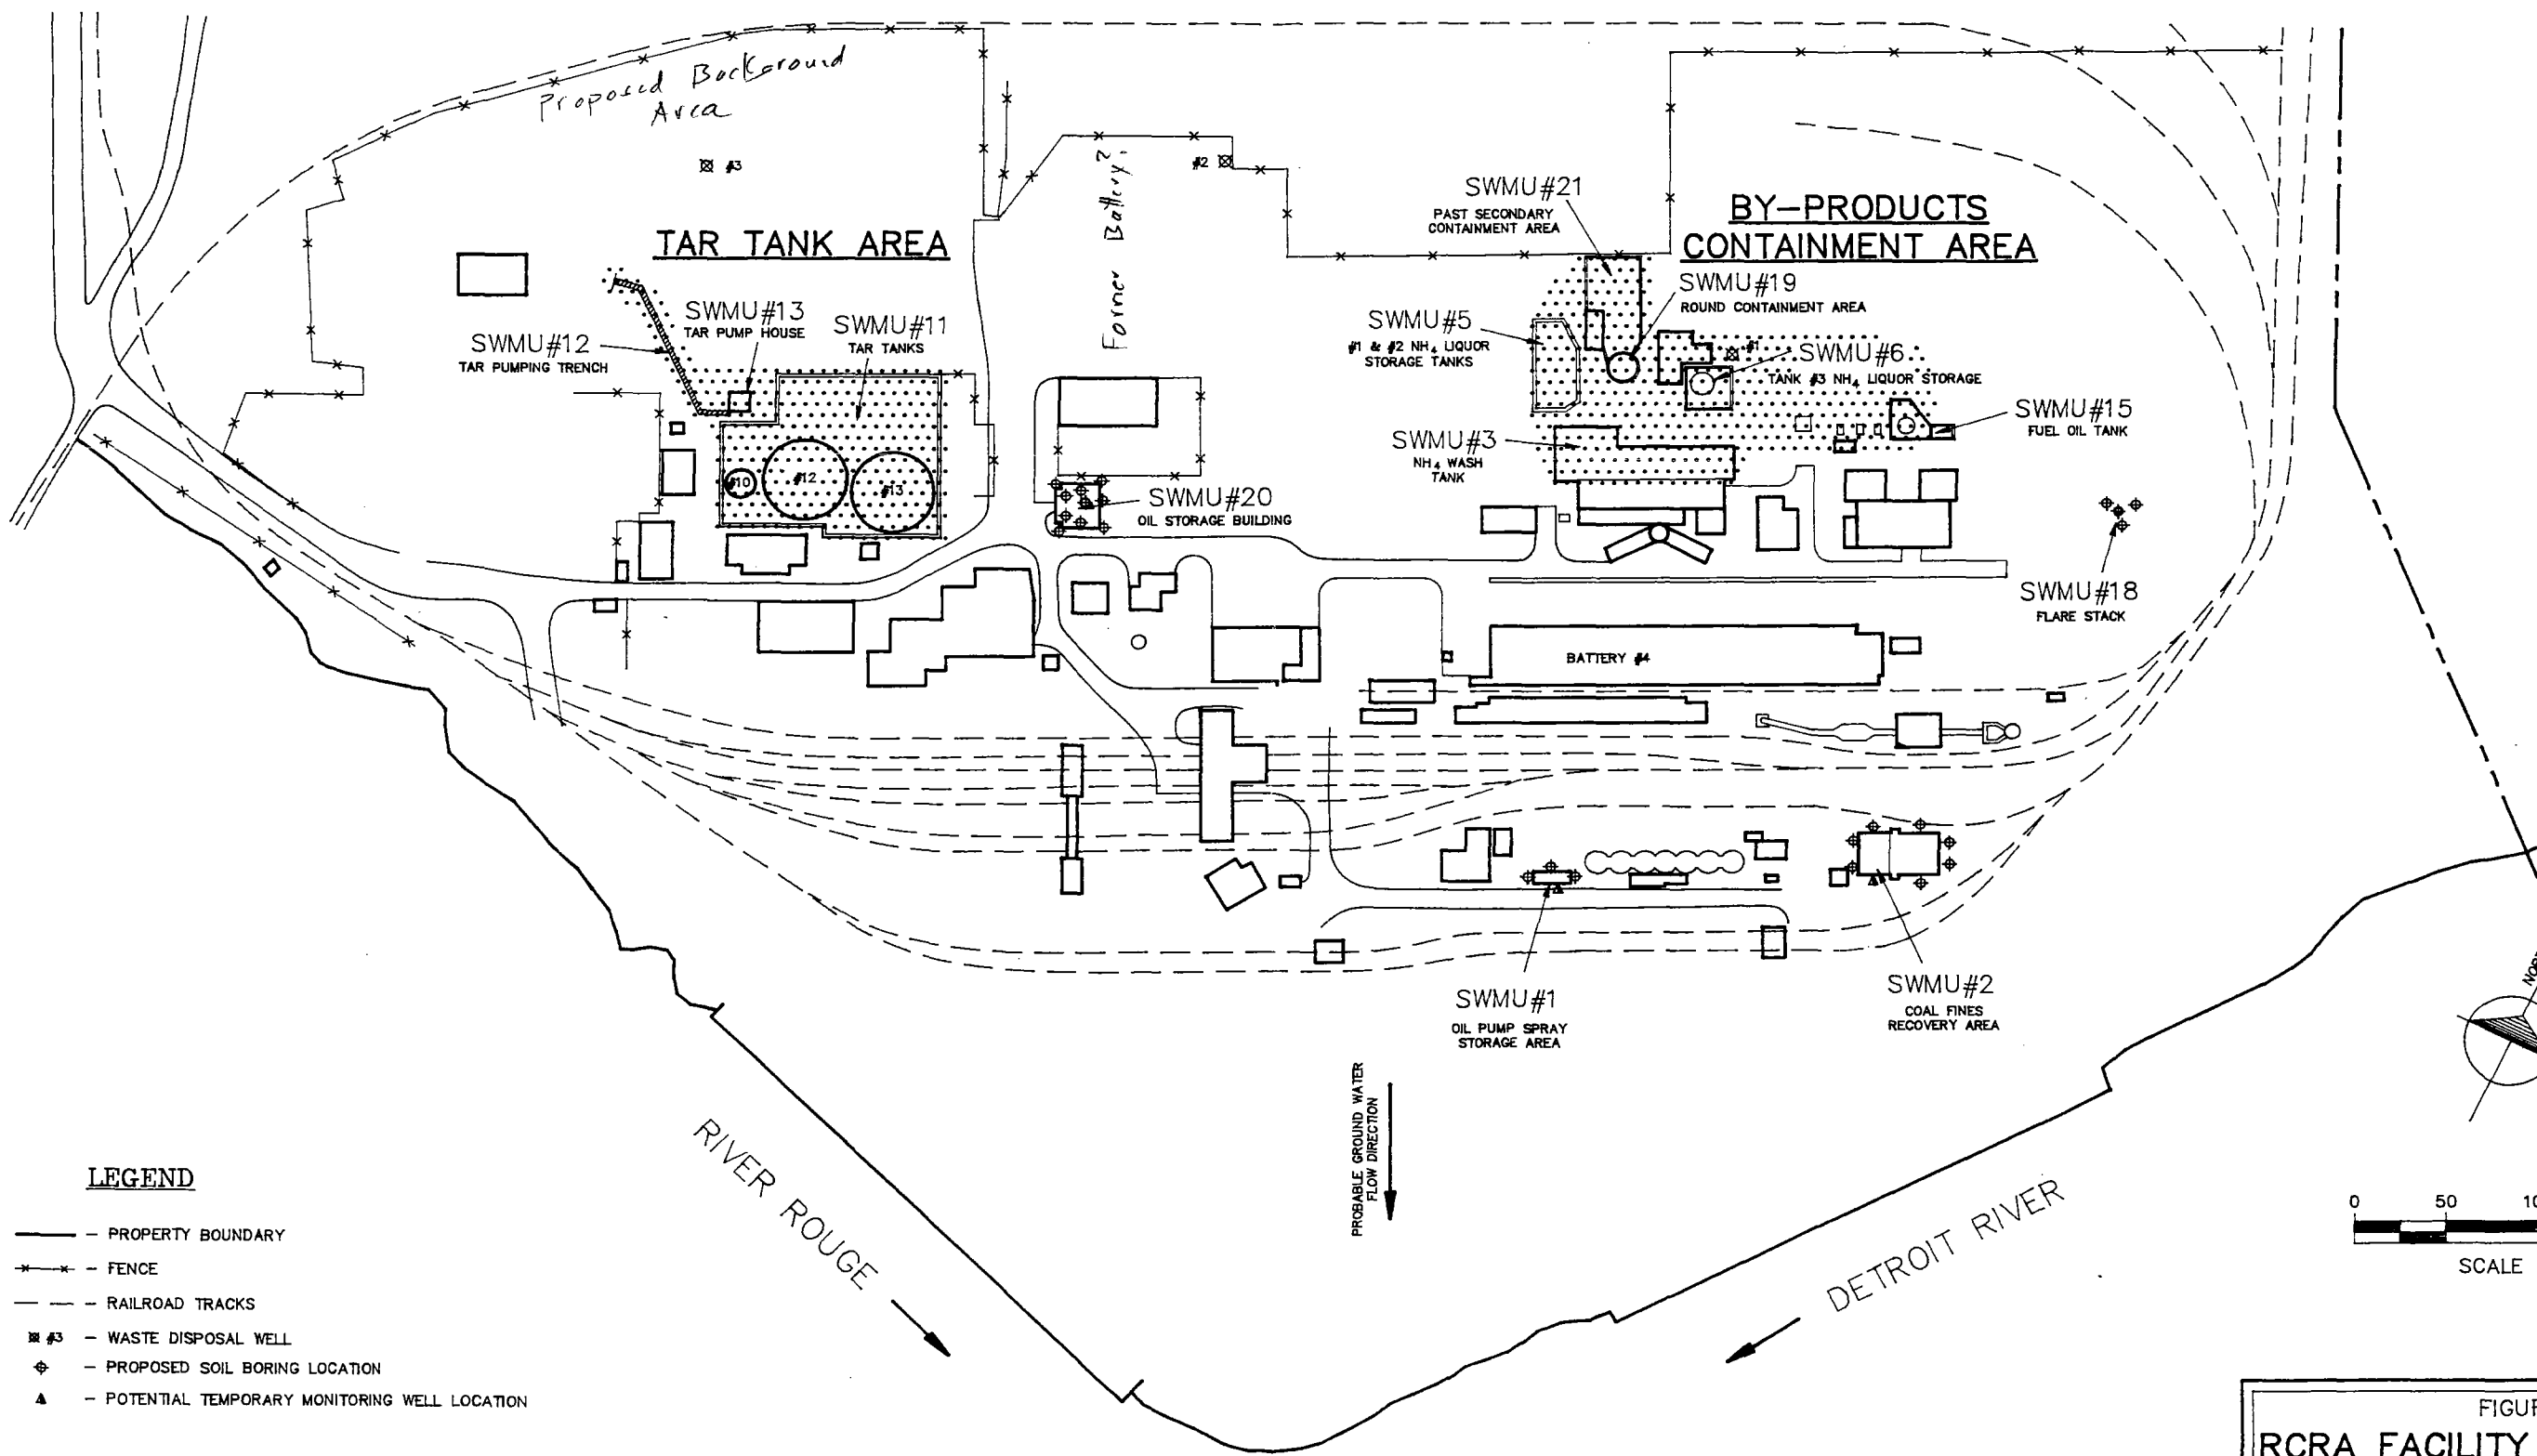 Proposed Background
Area
#3
Former Battery?
#2
TAR TANK AREA
SWMU#21
PAST SECONDARY
CONTAINMENT AREA
BY-PRODUCTS
CONTAINMENT AREA
SWMU#19
ROUND CONTAINMENT AREA
SWMU#13
TAR PUMP HOUSE
SWMU#11
TAR TANKS
SWMU#12
TAR PUMPING TRENCH
SWMU#5
#1 & #2 NH₄ LIQUOR
STORAGE TANKS
#1
SWMU#6
TANK #3 NH₄ LIQUOR STORAGE
SWMU#15
FUEL OIL TANK
SWMU#3
NH₄ WASH
TANK
#10
#12
#13
SWMU#20
OIL STORAGE BUILDING
SWMU#18
FLARE STACK
BATTERY #4
SWMU#1
OIL PUMP SPRAY
STORAGE AREA
SWMU#2
COAL FINES
RECOVERY AREA
PROBABLE GROUND WATER
FLOW DIRECTION
RIVER ROUGE
DETROIT RIVER
LEGEND
– PROPERTY BOUNDARY
– FENCE
– RAILROAD TRACKS
#3 – WASTE DISPOSAL WELL
– PROPOSED SOIL BORING LOCATION
– POTENTIAL TEMPORARY MONITORING WELL LOCATION
0 50
SCALE
RCRA FACILITY